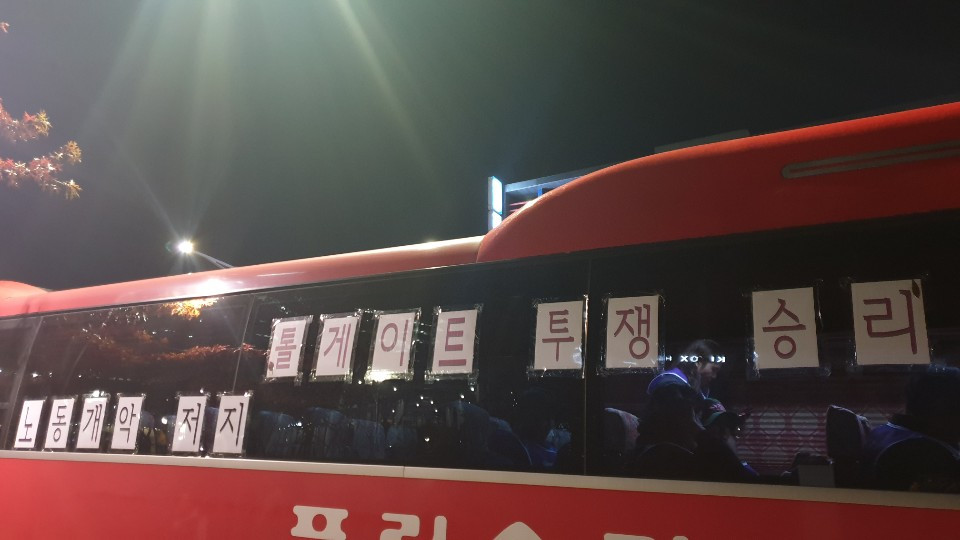 톨게이트 투쟁 승리
노동개악 저지